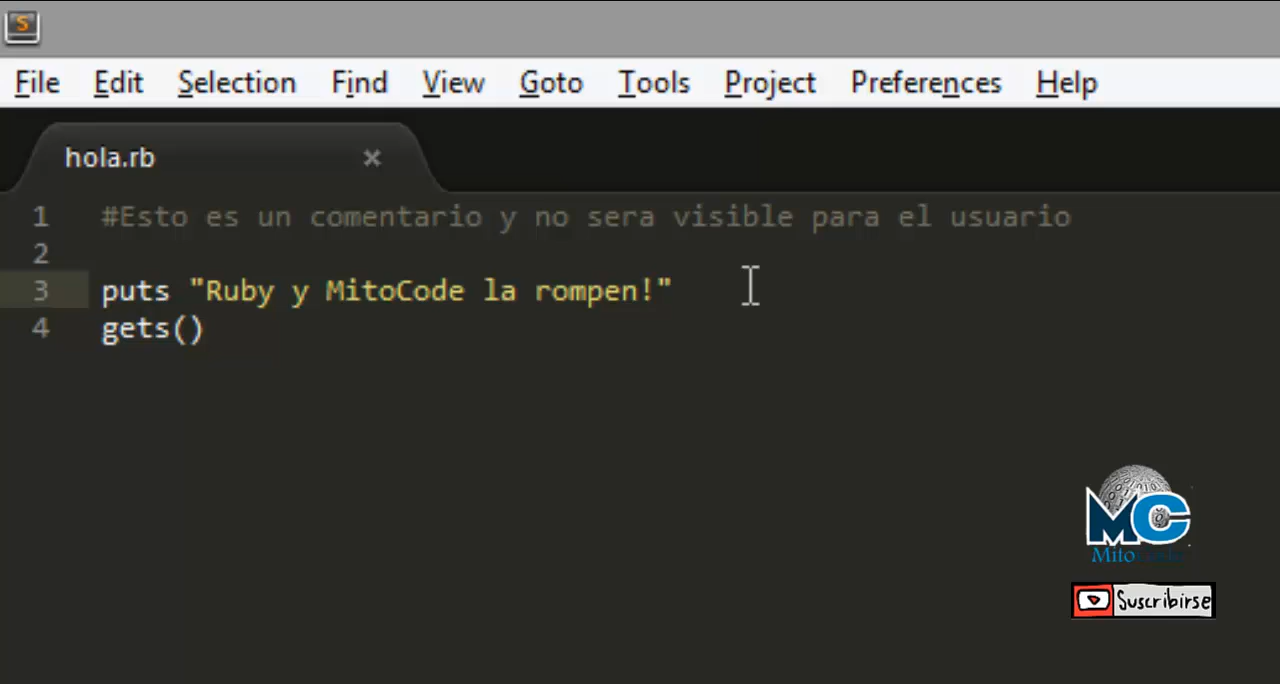 File Edit Selection Find View Goto Tools Project Preferences Help
hola.rb
1 #Esto es un comentario y no sera visible para el usuario
2
3 puts "Ruby y MitoCode la rompen!"
4 gets()
MC
Mito
Suscribirse